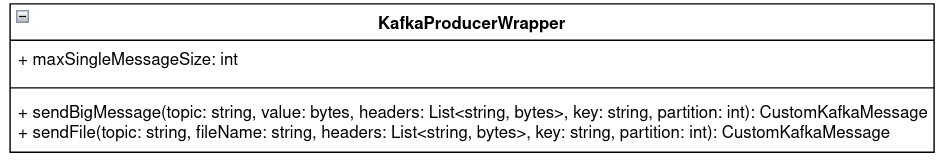 KafkaProducerWrapper
+ maxSingleMessageSize: int
+ sendBigMessage(topic: string, value: bytes, headers: List<string, bytes>, key: string, partition: int): CustomKafkaMessage
+ sendFile(topic: string, fileName: string, headers: List<string, bytes>, key: string, partition: int): CustomKafkaMessage